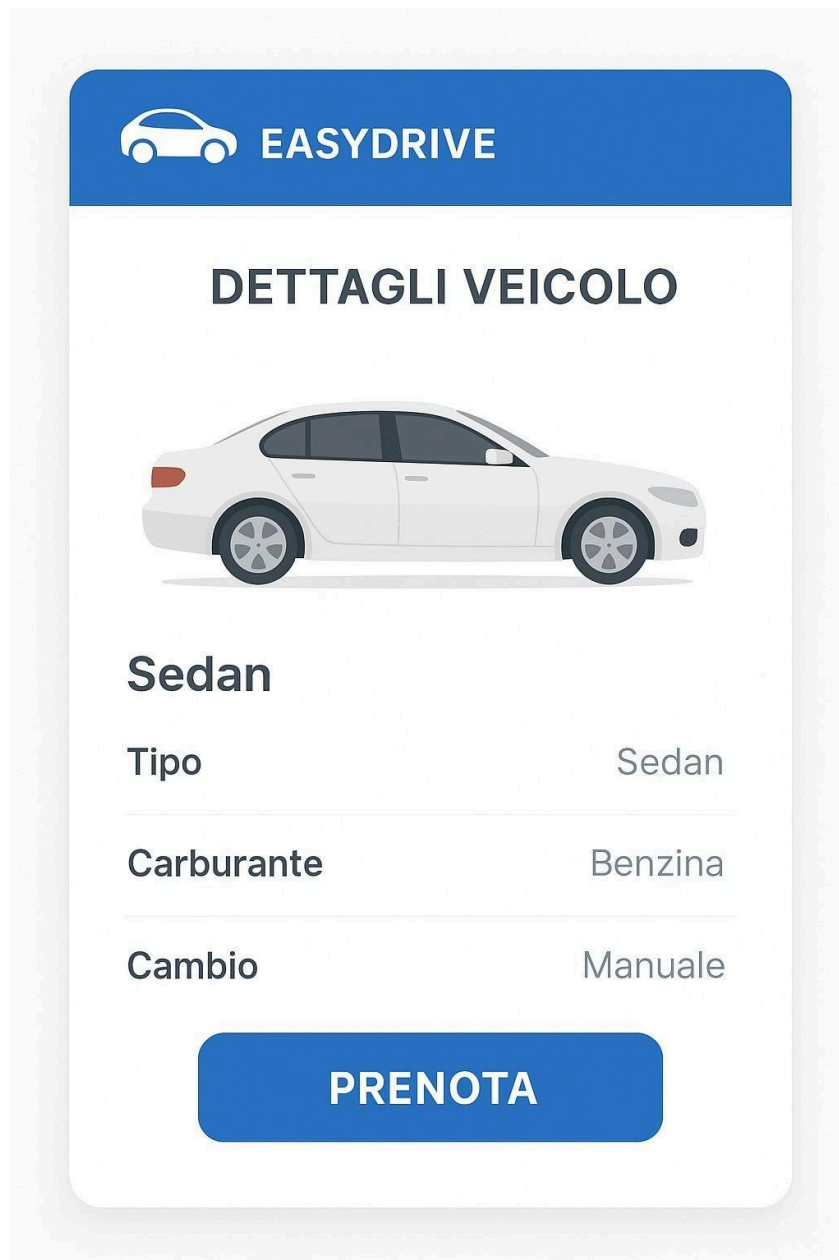 EASYDRIVE
DETTAGLI VEICOLO
Sedan
Tipo Sedan
Carburante Benzina
Cambio Manuale
PRENOTA